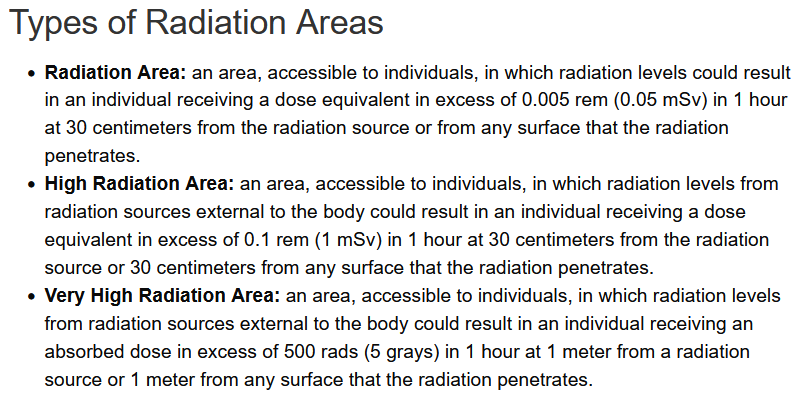 Types of Radiation Areas
• Radiation Area: an area, accessible to individuals, in which radiation levels could result
in an individual receiving a dose equivalent in excess of 0.005 rem (0.05 mSv) in 1 hour
at 30 centimeters from the radiation source or from any surface that the radiation
penetrates.
• High Radiation Area: an area, accessible to individuals, in which radiation levels from
radiation sources external to the body could result in an individual receiving a dose
equivalent in excess of 0.1 rem (1 mSv) in 1 hour at 30 centimeters from the radiation
source or 30 centimeters from any surface that the radiation penetrates.
• Very High Radiation Area: an area, accessible to individuals, in which radiation levels
from radiation sources external to the body could result in an individual receiving an
absorbed dose in excess of 500 rads (5 grays) in 1 hour at 1 meter from a radiation
source or 1 meter from any surface that the radiation penetrates.